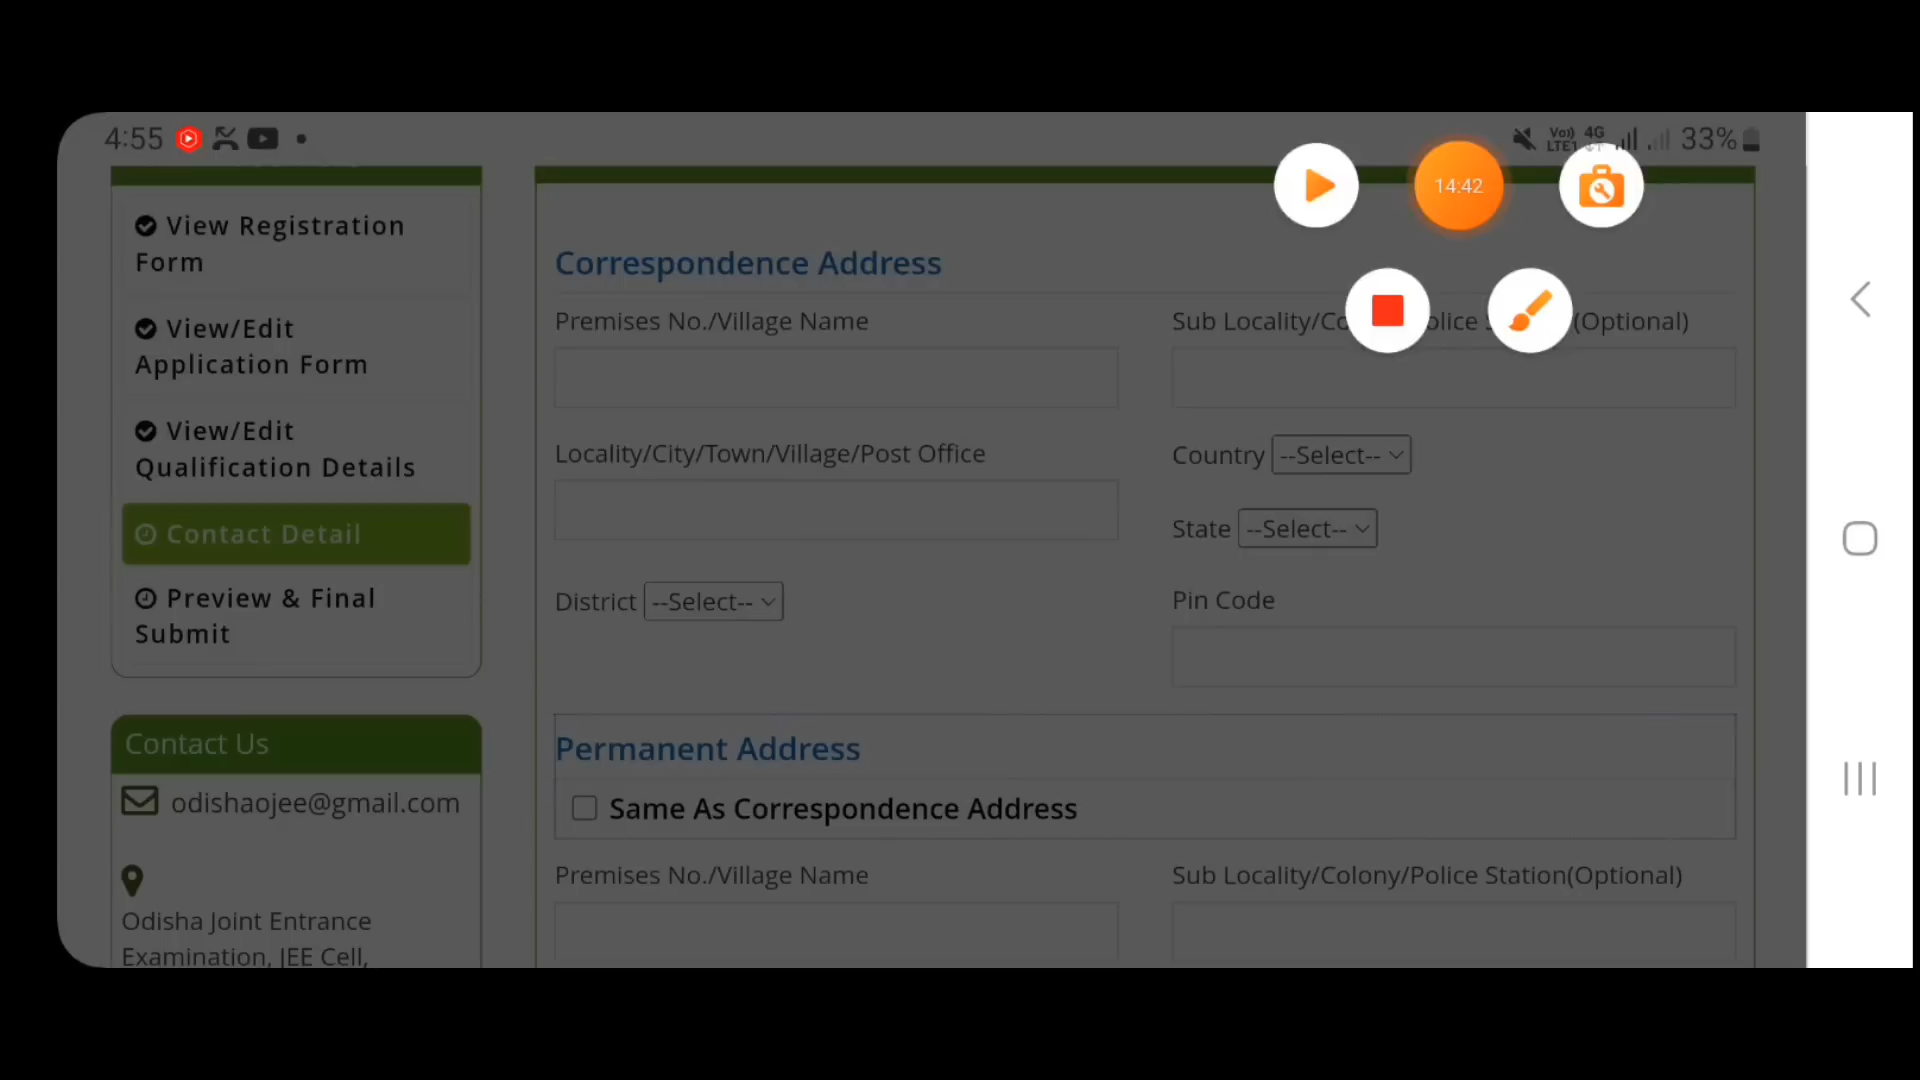 4:55
Vo))
LTE1
4G
33%
14:42
View Registration
Form
View/Edit
Application Form
View/Edit
Qualification Details
Contact Detail
Preview & Final
Submit
Contact Us
odishaojee@gmail.com
Odisha Joint Entrance
Examination, JEE Cell,
Correspondence Address
Premises No./Village Name
Sub Locality/Co olice S (Optional)
Locality/City/Town/Village/Post Office
Country --Select--
State --Select--
District --Select--
Pin Code
Permanent Address
Same As Correspondence Address
Premises No./Village Name
Sub Locality/Colony/Police Station(Optional)